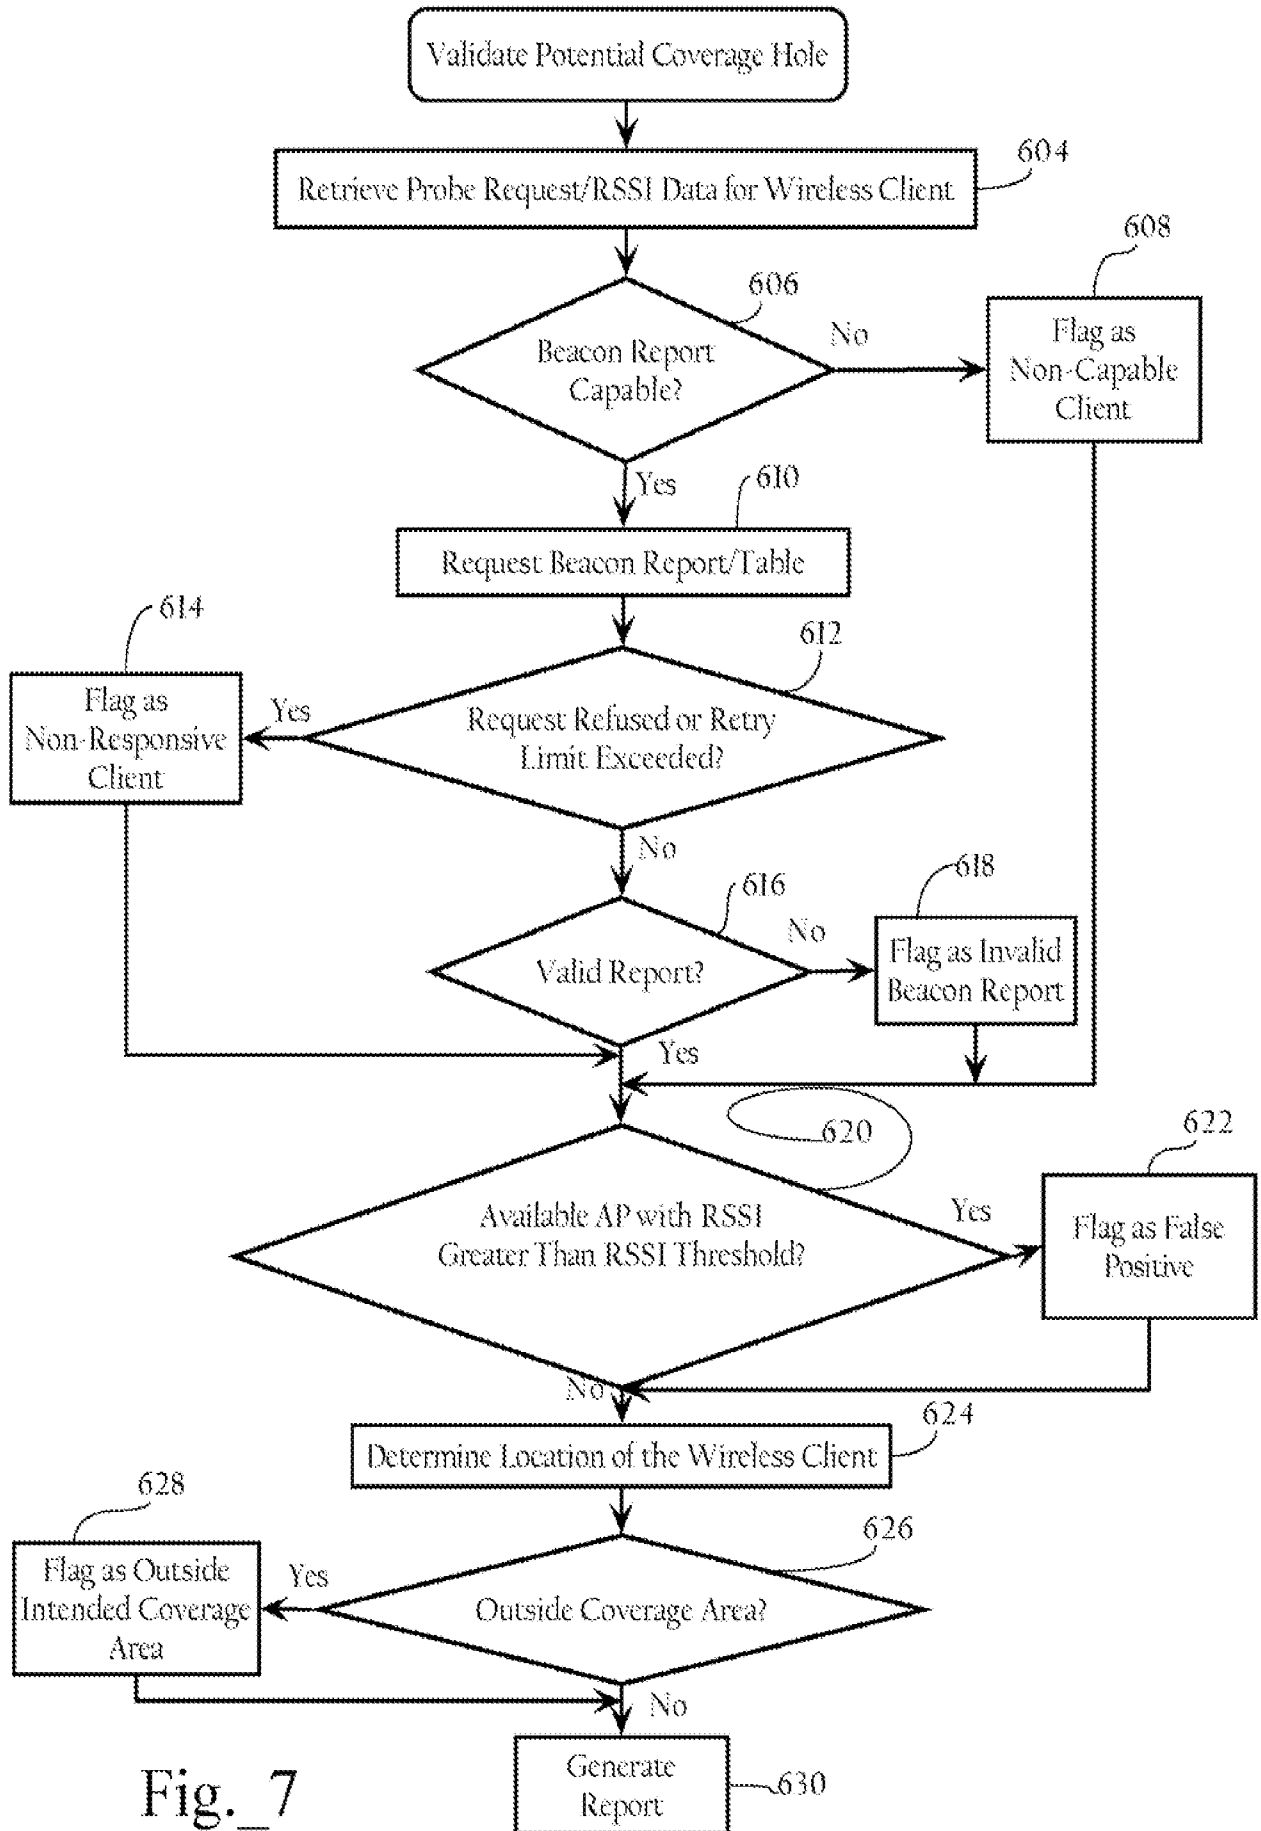 Validate Potential Coverage Hole
604
Retrieve Probe Request/RSSI Data for Wireless Client
608
606
Beacon Report
Capable?
No
Flag as
Non-Capable
Client
Yes
610
Request Beacon Report/Table
614
612
Flag as
Non-Responsive
Client
Yes
Request Refused or Retry
Limit Exceeded?
No
616
618
Valid Report?
No
Flag as Invalid
Beacon Report
Yes
620
622
Available AP with RSSI
Greater Than RSSI Threshold?
Yes
Flag as False
Positive
No
624
Determine Location of the Wireless Client
628
626
Flag as Outside
Intended Coverage
Area
Yes
Outside Coverage Area?
No
Generate
Report
630
Fig._7